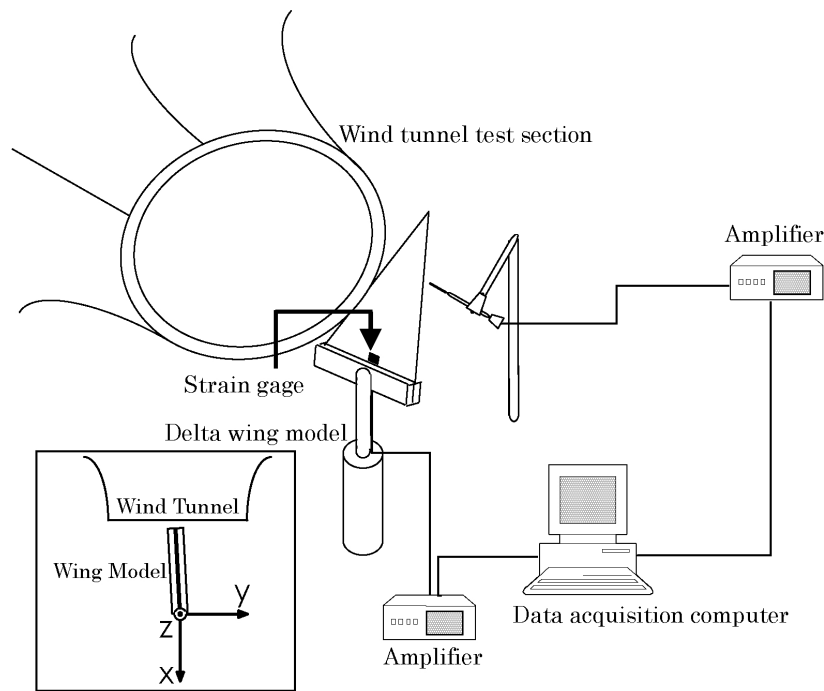 Wind tunnel test section
Amplifier
Strain gage
Delta wing model
Wind Tunnel
Wing Model
y
Z
X
Data acquisition computer
Amplifier